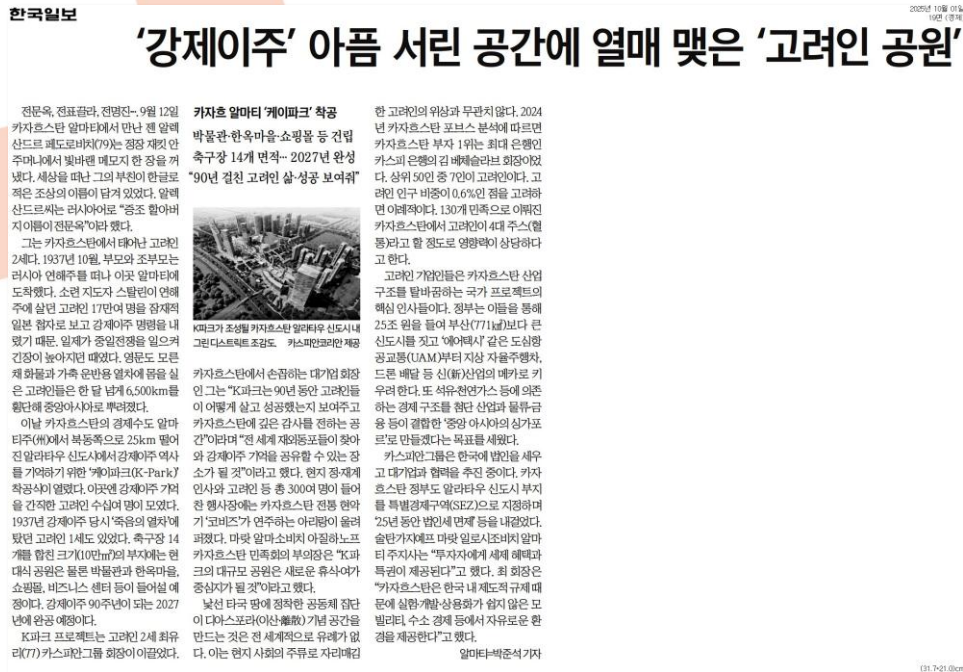 한국일보
2025년 10월 01일
19면 (경제)
‘강제이주’ 아픔 서린 공간에 열매 맺은 ‘고려인 공원’
전문옥, 전표끌라, 전명진…. 9월 12일
카자흐스탄 알마티에서 만난 젠 알렉
산드르 페도로비치(79)는 정장 재킷 안
주머니에서 빛바랜 메모지 한 장을 꺼
냈다. 세상을 떠난 그의 부친이 한글로
적은 조상의 이름이 담겨 있었다. 알렉
산드르씨는 러시아어로 “증조 할아버
지 이름이 전문옥”이라 했다.
그는 카자흐스탄에서 태어난 고려인
2세다. 1937년 10월, 부모와 조부모는
러시아 연해주를 떠나 이곳 알마티에
도착했다. 소련 지도자 스탈린이 연해
주에 살던 고려인 17만여 명을 잠재적
일본 첩자로 보고 강제이주 명령을 내
렸기 때문. 일제가 중일전쟁을 일으켜
긴장이 높아지던 때였다. 영문도 모른
채 화물과 가축 운반용 열차에 몸을 실
은 고려인들은 한 달 넘게 6,500km를
횡단해 중앙아시아로 뿌려졌다.
이날 카자흐스탄의 경제수도 알마
티주(州)에서 북동쪽으로 25km 떨어
진 알라타우 신도시에서 강제이주 역사
를 기억하기 위한 ‘케이파크(K-Park)’
착공식이 열렸다. 이곳엔 강제이주 기억
을 간직한 고려인 수십여 명이 모였다.
1937년 강제이주 당시 ‘죽음의 열차’에
탔던 고려인 1세도 있었다. 축구장 14
개를 합친 크기(10만㎡)의 부지에는 현
대식 공원은 물론 박물관과 한옥마을,
쇼핑몰, 비즈니스 센터 등이 들어설 예
정이다. 강제이주 90주년이 되는 2027
년에 완공 예정이다.
K파크 프로젝트는 고려인 2세 최유
리(77) 카스피안그룹 회장이 이끌었다.
카자흐 알마티 ‘케이파크’ 착공
박물관·한옥마을·쇼핑몰 등 건립
축구장 14개 면적… 2027년 완성
“90년 걸친 고려인 삶·성공 보여줘”
K파크가 조성될 카자흐스탄 알라타우 신도시 내
그린 디스트릭트 조감도. 카스피안코리안 제공
카자흐스탄에서 손꼽히는 대기업 회장
인 그는 “K파크는 90년 동안 고려인들
이 어떻게 살고 성공했는지 보여주고
카자흐스탄에 깊은 감사를 전하는 공
간”이라며 “전 세계 재외동포들이 찾아
와 강제이주 기억을 공유할 수 있는 장
소가 될 것”이라고 했다. 현지 정·재계
인사와 고려인 등 총 300여 명이 들어
찬 행사장에는 카자흐스탄 전통 현악
기 ‘코비즈’가 연주하는 아리랑이 울려
퍼졌다. 마랏 알마소비치 아질하노프
카자흐스탄 민족회의 부의장은 “K파
크의 대규모 공원은 새로운 휴식·여가
중심지가 될 것”이라고 했다.
낯선 타국 땅에 정착한 공동체 집단
이 디아스포라(이산·離散) 기념 공간을
만드는 것은 전 세계적으로 유례가 없
다. 이는 현지 사회의 주류로 자리매김
한 고려인의 위상과 무관치 않다. 2024
년 카자흐스탄 포브스 분석에 따르면
카자흐스탄 부자 1위는 최대 은행인
카스피 은행의 김 베체슬라브 회장이었
다. 상위 50인 중 7인이 고려인이다. 고
려인 인구 비중이 0.6%인 점을 고려하
면 이례적이다. 130개 민족으로 이뤄진
카자흐스탄에서 고려인이 4대 주스(혈
통)라고 할 정도로 영향력이 상당하다
고 한다.
고려인 기업인들은 카자흐스탄 산업
구조를 탈바꿈하는 국가 프로젝트의
핵심 인사들이다. 정부는 이들을 통해
25조 원을 들여 부산(771㎢)보다 큰
신도시를 짓고 ‘에어택시’ 같은 도심항
공교통(UAM)부터 지상 자율주행차,
드론 배달 등 신(新)산업의 메카로 키
우려 한다. 또 석유·천연가스 등에 의존
하는 경제 구조를 첨단 산업과 물류·금
융 등이 결합한 ‘중앙 아시아의 싱가포
르’로 만들겠다는 목표를 세웠다.
카스피안그룹은 한국에 법인을 세우
고 대기업과 협력을 추진 중이다. 카자
흐스탄 정부도 알라타우 신도시 부지
를 특별경제구역(SEZ)으로 지정하며
‘25년 동안 법인세 면제’ 등을 내걸었다.
술탄가지예프 마랏 일로시조비치 알마
티 주지사는 “투자자에게 세제 혜택과
특권이 제공된다”고 했다. 최 회장은
“카자흐스탄은 한국 내 제도적 규제 때
문에 실험·개발·상용화가 쉽지 않은 모
빌리티, 수소 경제 등에서 자유로운 환
경을 제공한다”고 했다.
알마티=박준석 기자
(31.7*21.0)cm